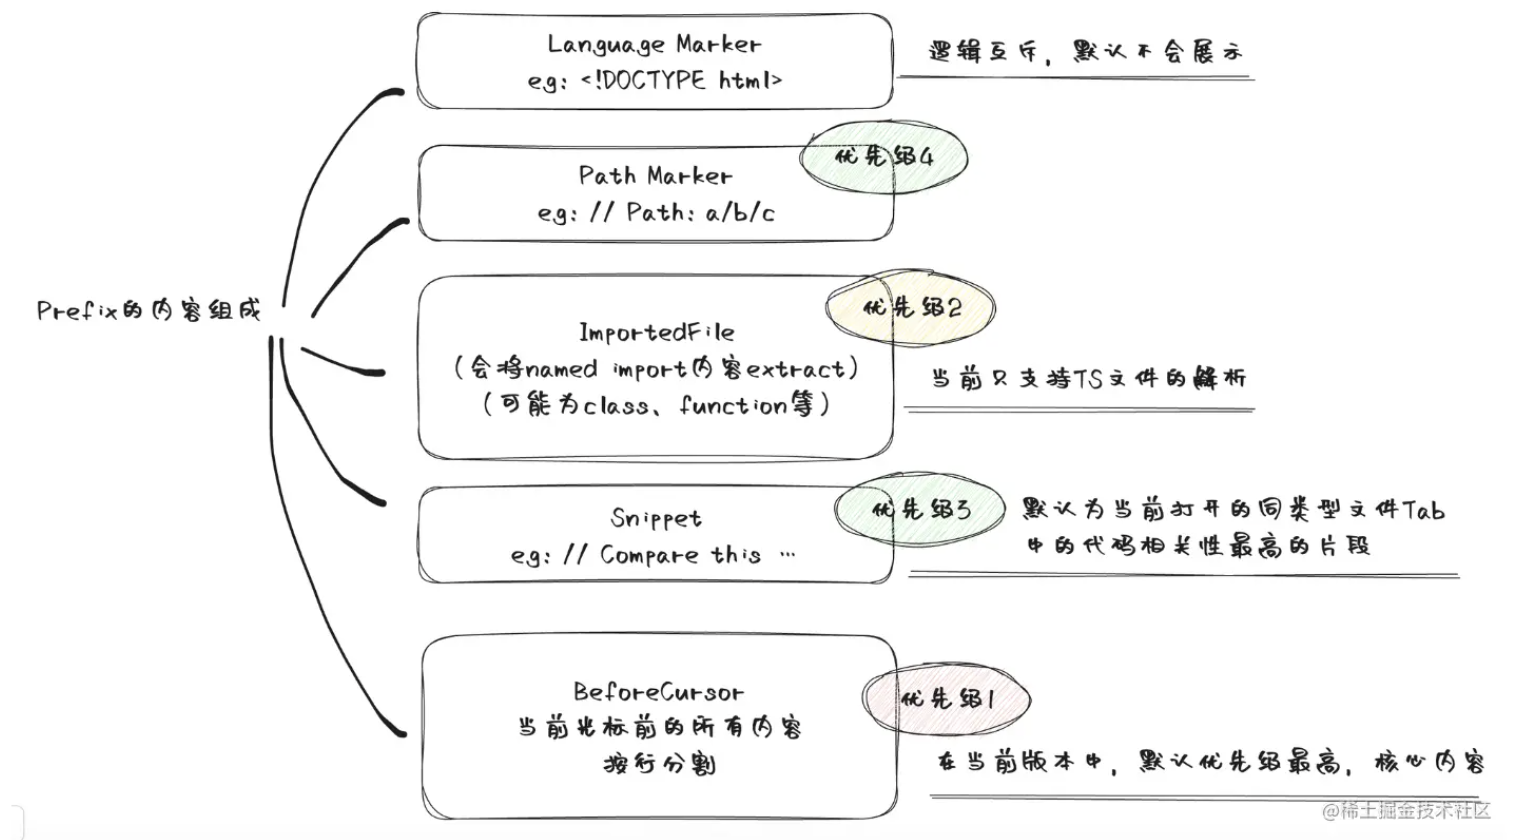 Language Marker
eg: <!DOCTYPE html>
逻辑互斥，默认不会展示
优先级4
Path Marker
eg: // Path: a/b/c
Prefix的内容组成
优先级2
ImportedFile
(会将named import内容extract)
(可能为class、function等)
当前只支持TS文件的解析
优先级3
Snippet
eg: // Compare this ...
默认为当前打开的同类型文件Tab
中的代码相关性最高的片段
优先级1
BeforeCursor
当前光标前的所有内容
按行分割
在当前版本中，默认优先级最高，核心内容
@稀土掘金技术社区